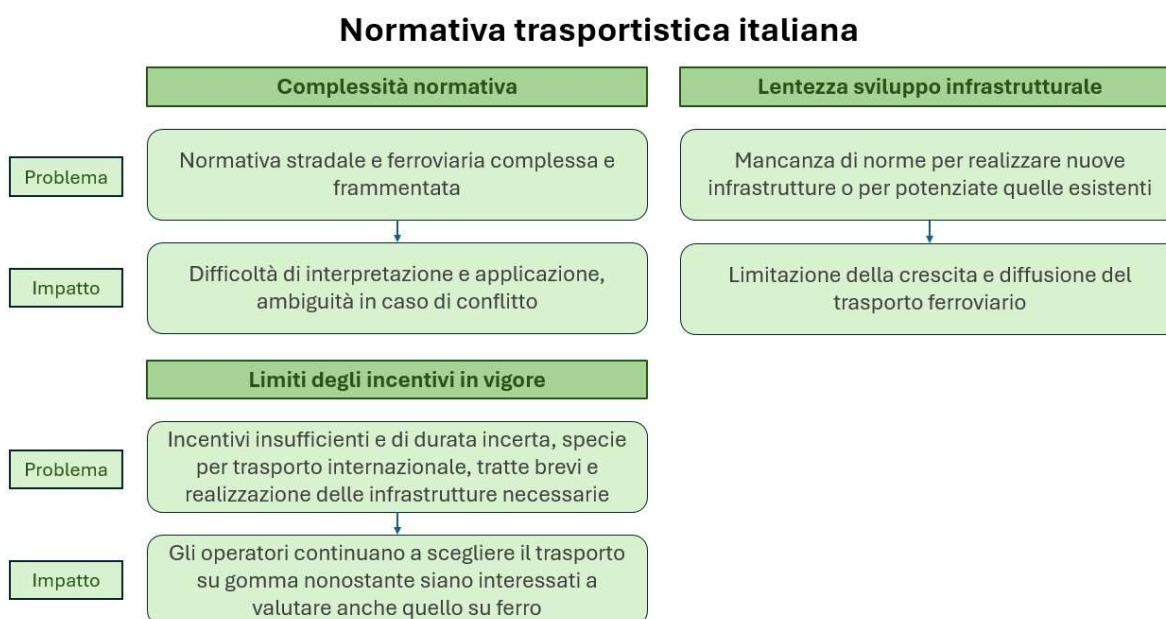 Normativa trasportistica italiana
Complessità normativa
Problema
Normativa stradale e ferroviaria complessa e
frammentata
Impatto
Difficoltà di interpretazione e applicazione,
ambiguità in caso di conflitto
Lentezza sviluppo infrastrutturale
Mancanza di norme per realizzare nuove
infrastrutture o per potenziate quelle esistenti
Limitazione della crescita e diffusione del
trasporto ferroviario
Limiti degli incentivi in vigore
Problema
Incentivi insufficienti e di durata incerta, specie
per trasporto internazionale, tratte brevi e
realizzazione delle infrastrutture necessarie
Impatto
Gli operatori continuano a scegliere il trasporto
su gomma nonostante siano interessati a
valutare anche quello su ferro